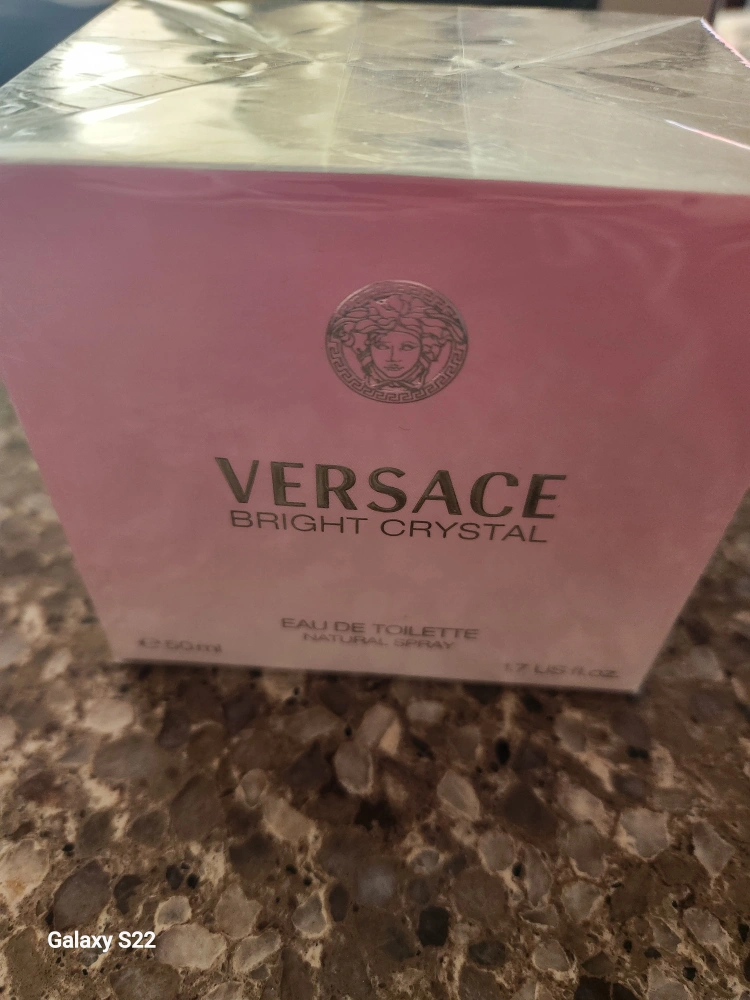 VERSACE
BRIGHT CRYSTAL
EAU DE TOILETTE
NATURAL SPRAY
e 50 ml
1.7 US fl.oz.
Galaxy S22